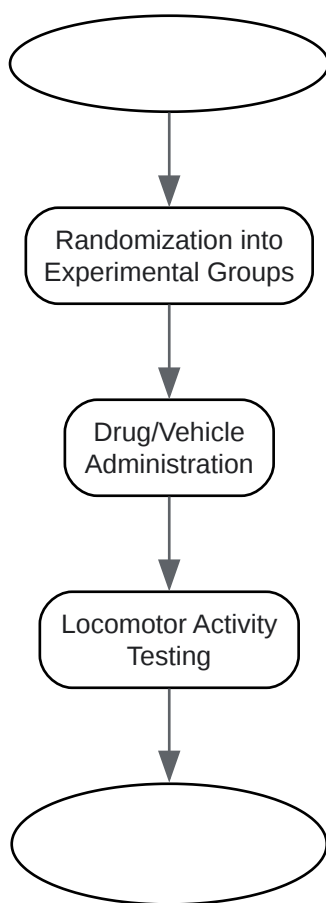 Randomization into
Experimental Groups
Drug/Vehicle
Administration
Locomotor Activity
Testing